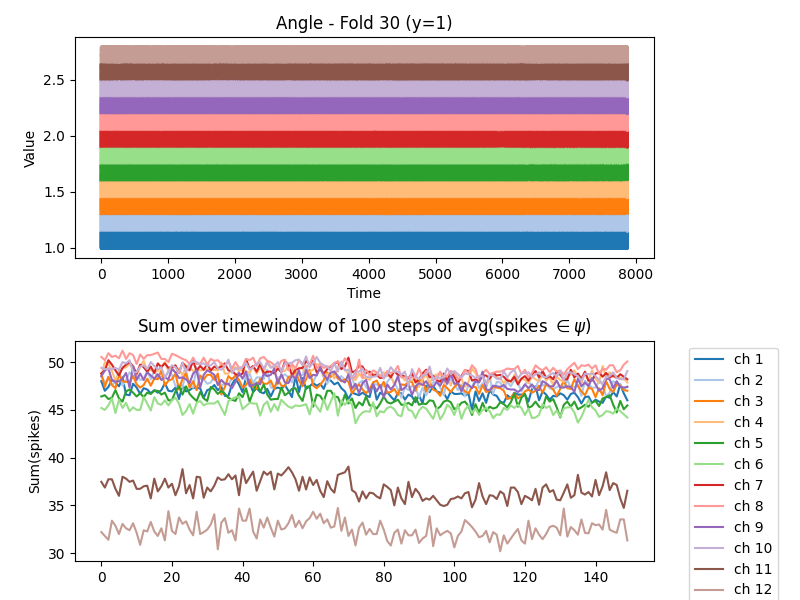 Angle - Fold 30 (y=1)
Value
2.5
2.0
1.5
1.0
0 1000 2000 3000 4000 5000 6000 7000 8000
Time
Sum over timewindow of 100 steps of avg(spikes ∈ ψ)
Sum(spikes)
50
45
40
35
30
0 20 40 60 80 100 120 140
ch 1
ch 2
ch 3
ch 4
ch 5
ch 6
ch 7
ch 8
ch 9
ch 10
ch 11
ch 12